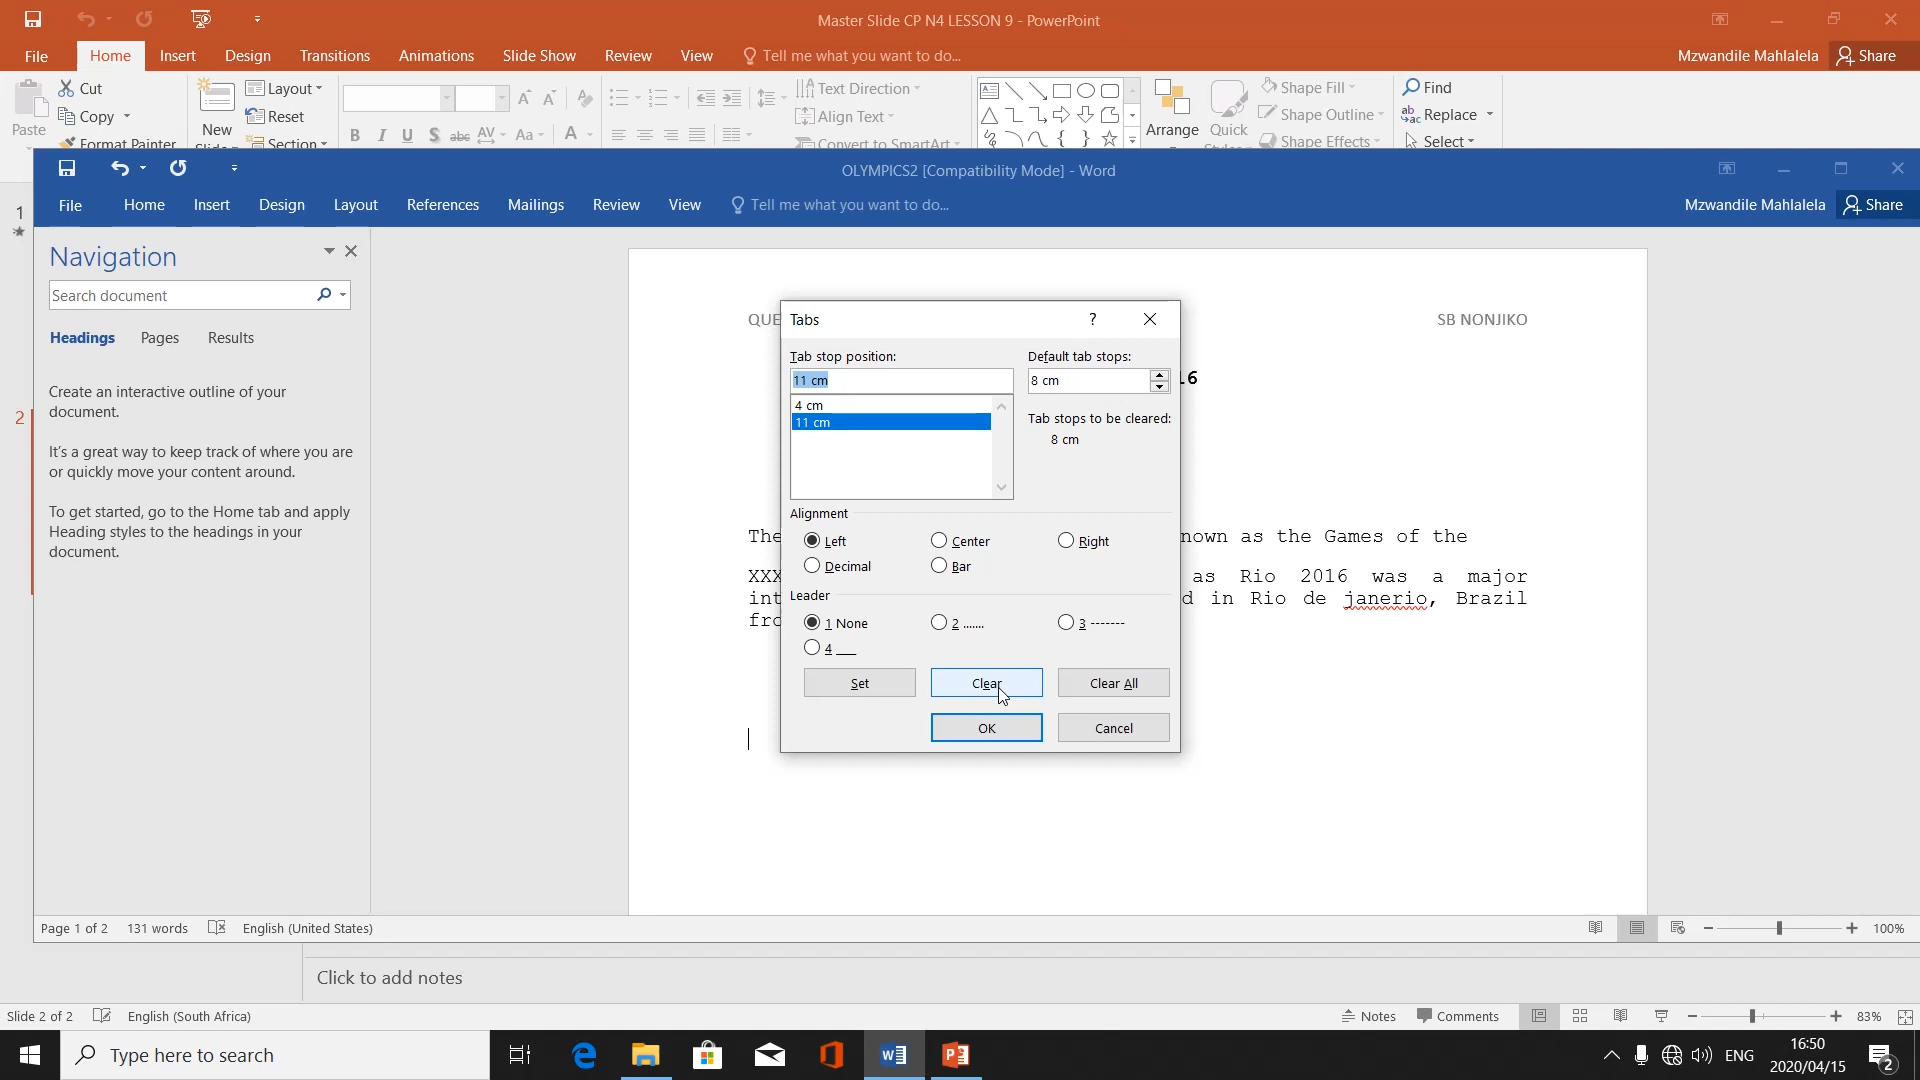 Master Slide CP N4 LESSON 9 - PowerPoint
File Home Insert Design Transitions Animations Slide Show Review View Tell me what you want to do... Mzwandile Mahlalela Share
Cut Layout Text Direction Shape Fill Find
Copy Reset Align Text Shape Outline Replace
Paste Format Painter New Section Convert to SmartArt Arrange Quick Shape Effects Select
B I U S abc AV Aa A
OLYMPICS2 [Compatibility Mode] - Word
File Home Insert Design Layout References Mailings Review View Tell me what you want to do... Mzwandile Mahlalela Share
1
2
Navigation
Search document
Headings Pages Results
Create an interactive outline of your
document.
It's a great way to keep track of where you are
or quickly move your content around.
To get started, go to the Home tab and apply
Heading styles to the headings in your
document.
QUE SB NONJIKO
16
The nown as the Games of the
XXX as Rio 2016 was a major
int d in Rio de janerio, Brazil
fro
Tabs ?
Tab stop position: Default tab stops:
11 cm 8 cm
4 cm
11 cm
Tab stops to be cleared:
8 cm
Alignment
Left Center Right
Decimal Bar
Leader
1 None 2 ....... 3 -------
4 ___
Set Clear Clear All
OK Cancel
Page 1 of 2 131 words English (United States) 100%
Click to add notes
Slide 2 of 2 English (South Africa) Notes Comments 83%
Type here to search ENG 16:50
2020/04/15 2